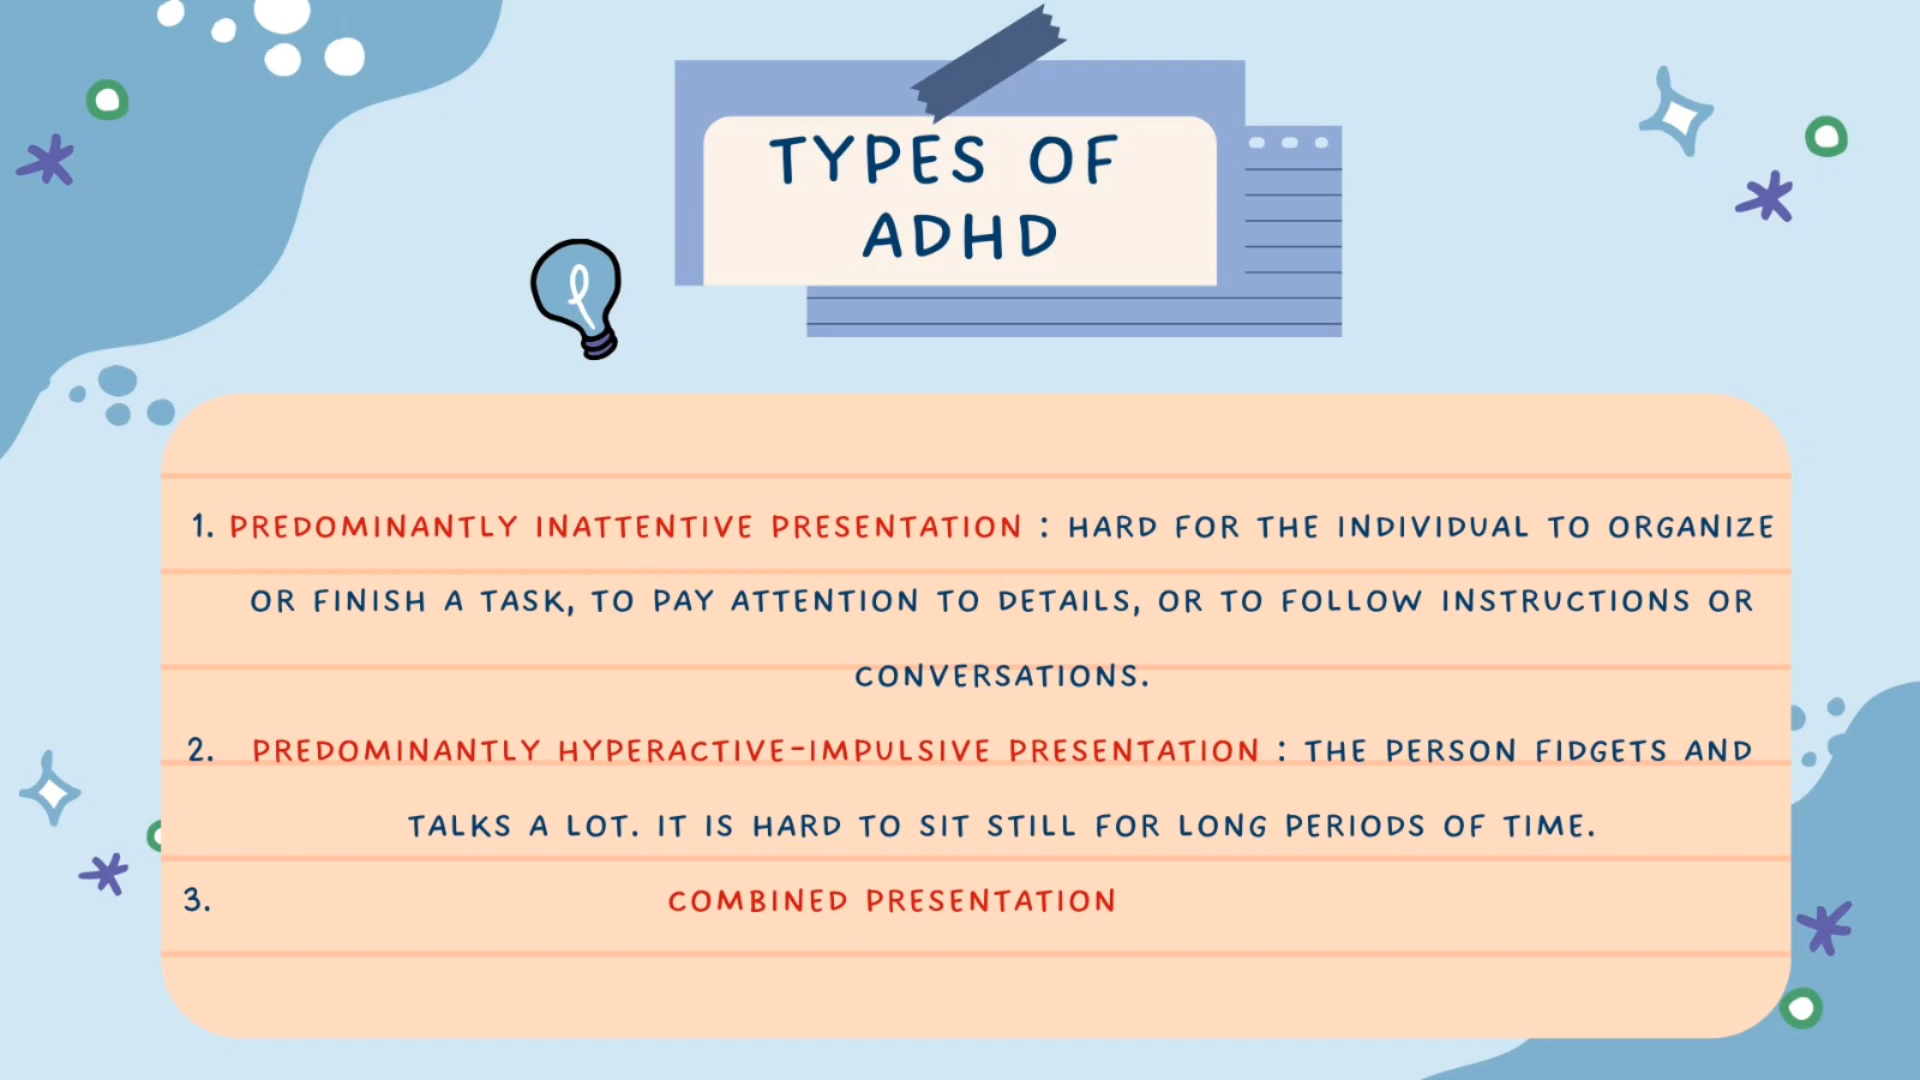 TYPES OF
ADHD
1. PREDOMINANTLY INATTENTIVE PRESENTATION : HARD FOR THE INDIVIDUAL TO ORGANIZE
OR FINISH A TASK, TO PAY ATTENTION TO DETAILS, OR TO FOLLOW INSTRUCTIONS OR
CONVERSATIONS.
2. PREDOMINANTLY HYPERACTIVE-IMPULSIVE PRESENTATION : THE PERSON FIDGETS AND
TALKS A LOT. IT IS HARD TO SIT STILL FOR LONG PERIODS OF TIME.
3. COMBINED PRESENTATION